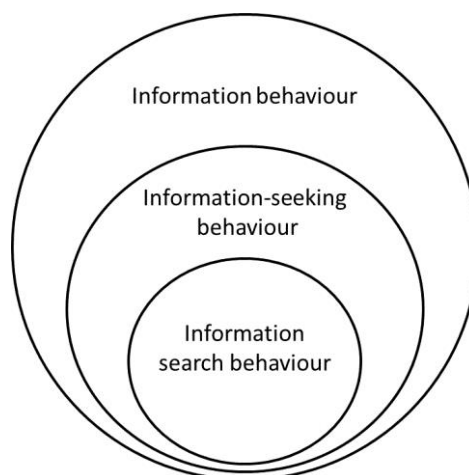 Information behaviour
Information-seeking
behaviour
Information
search behaviour